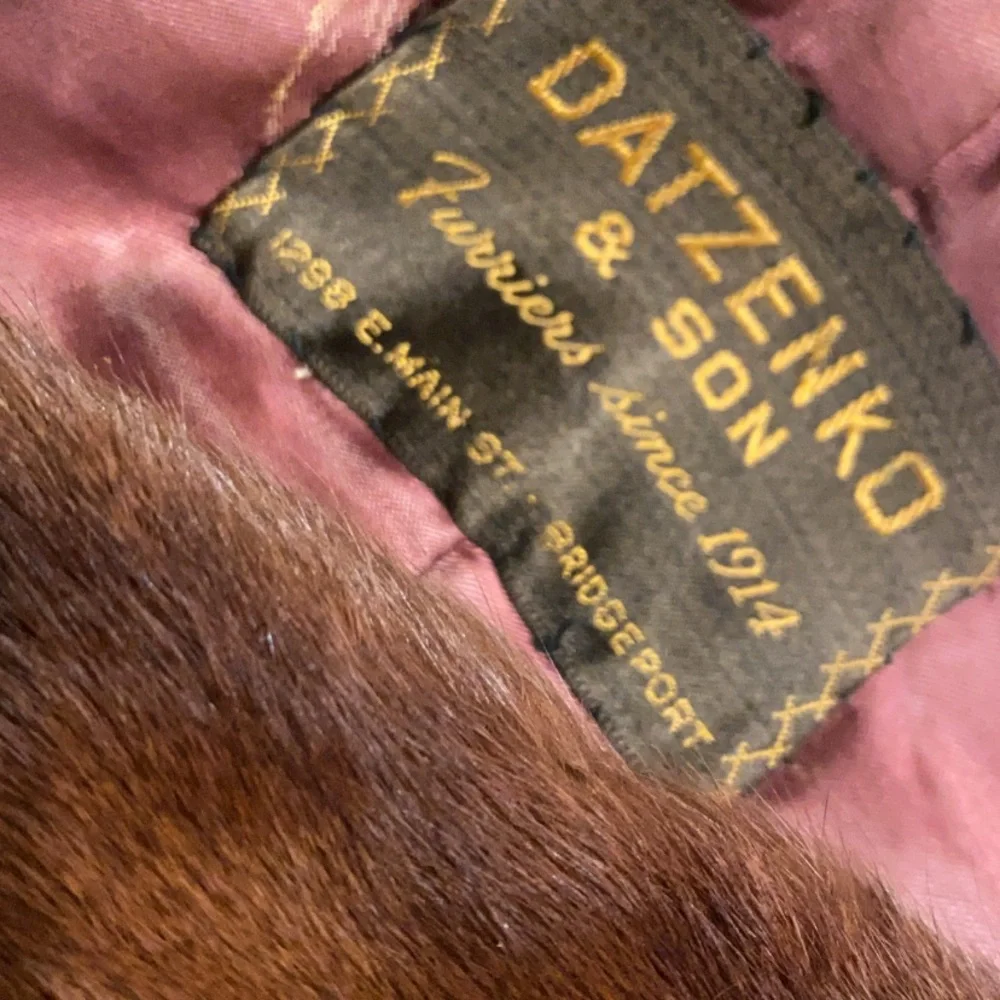 DATZENKO
& SON
Furriers since 1914
1298 E.MAIN ST. · BRIDGEPORT